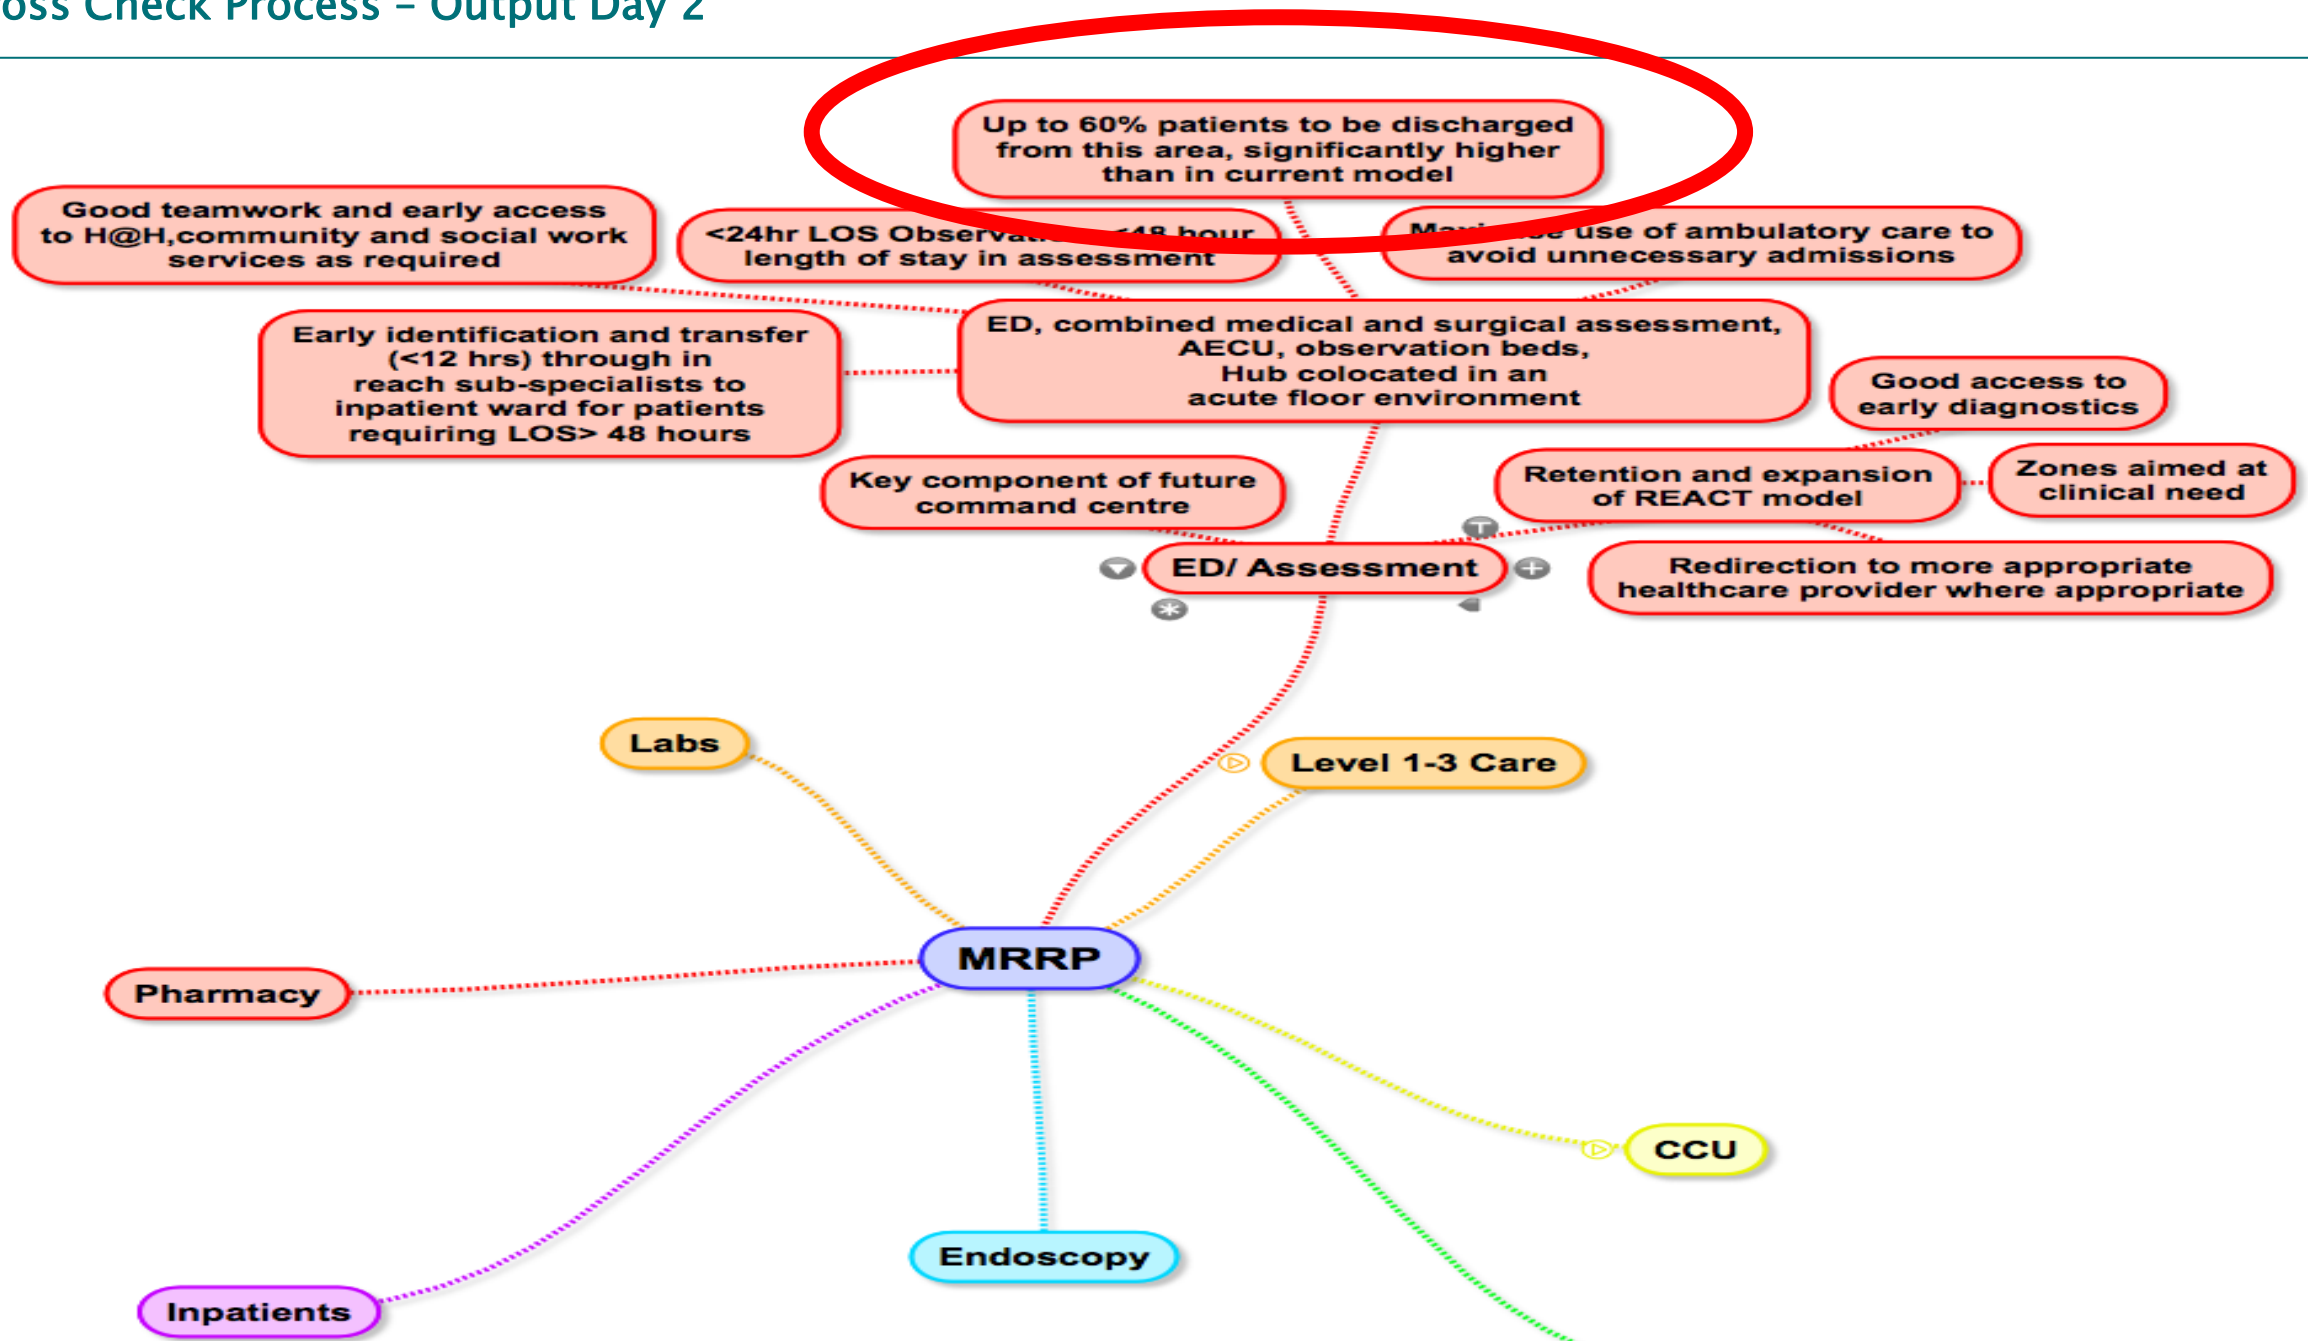 oss Check Process – Output Day 2
Up to 60% patients to be discharged
from this area, significantly higher
than in current model
Good teamwork and early access
to H@H,community and social work
services as required
<24hr LOS <48 hour
length of stay in assessment
use of ambulatory care to
avoid unnecessary admissions
Early identification and transfer
(<12 hrs) through in
reach sub-specialists to
inpatient ward for patients
requiring LOS> 48 hours
ED, combined medical and surgical assessment,
AECU, observation beds,
Hub colocated in an
acute floor environment
Good access to
early diagnostics
Key component of future
command centre
Retention and expansion
of REACT model
Zones aimed at
clinical need
T
ED/ Assessment
Redirection to more appropriate
healthcare provider where appropriate
Labs
Level 1-3 Care
MRRP
Pharmacy
CCU
Endoscopy
Inpatients